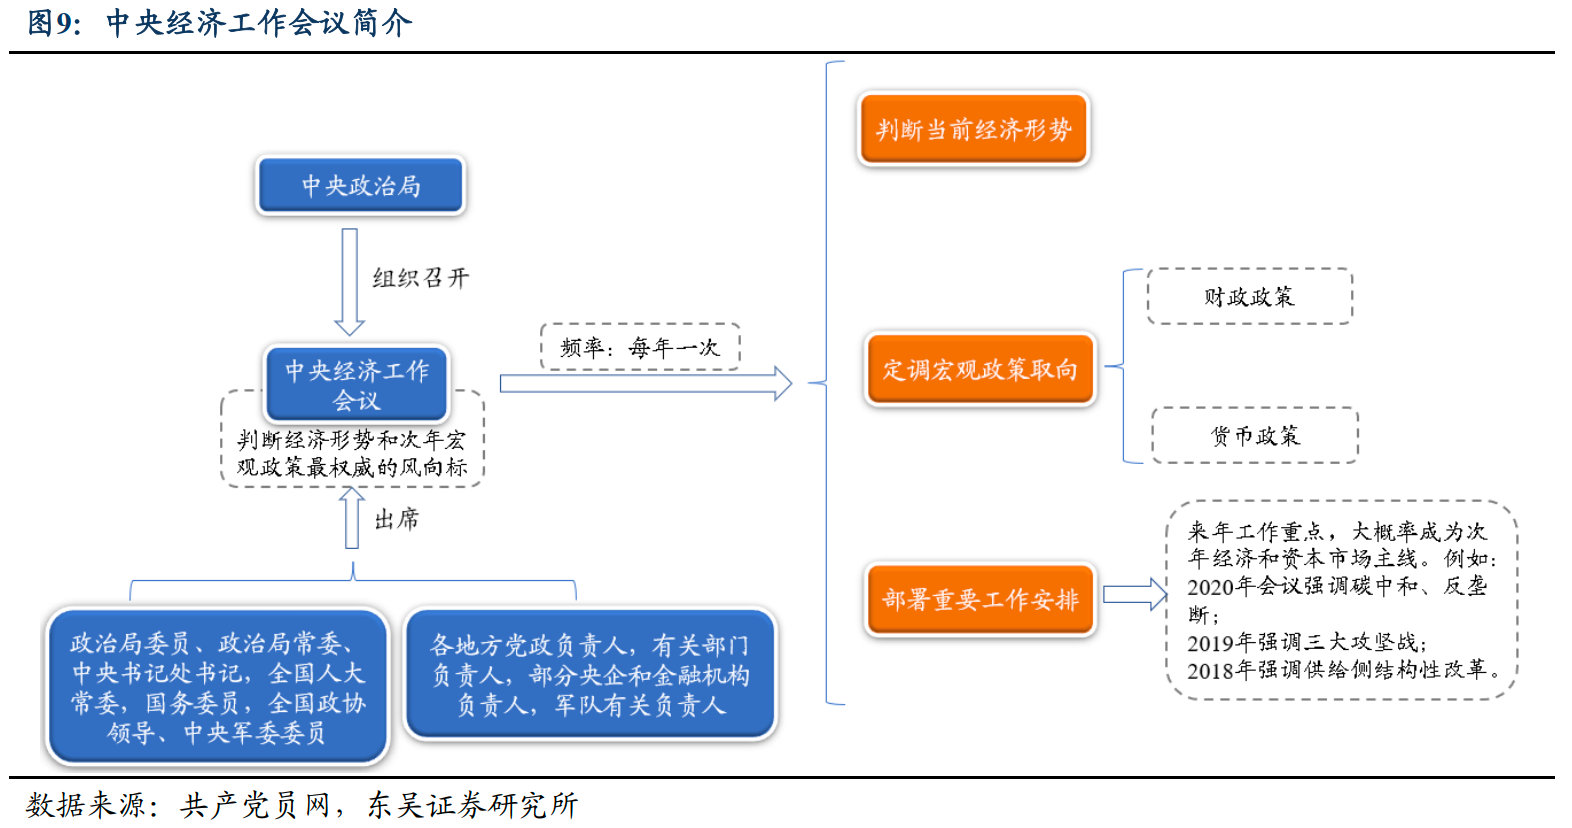 图9：中央经济工作会议简介
中央政治局
组织召开
中央经济工作
会议
判断经济形势和次年宏
观政策最权威的风向标
出席
政治局委员、政治局常委、
中央书记处书记，全国人大
常委，国务委员，全国政协
领导、中央军委委员
各地方党政负责人，有关部门
负责人，部分央企和金融机构
负责人，军队有关负责人
频率：每年一次
判断当前经济形势
定调宏观政策取向
财政政策
货币政策
部署重要工作安排
来年工作重点，大概率成为次
年经济和资本市场主线。例如：
2020年会议强调碳中和、反垄
断；
2019年强调三大攻坚战；
2018年强调供给侧结构性改革。
数据来源：共产党员网，东吴证券研究所